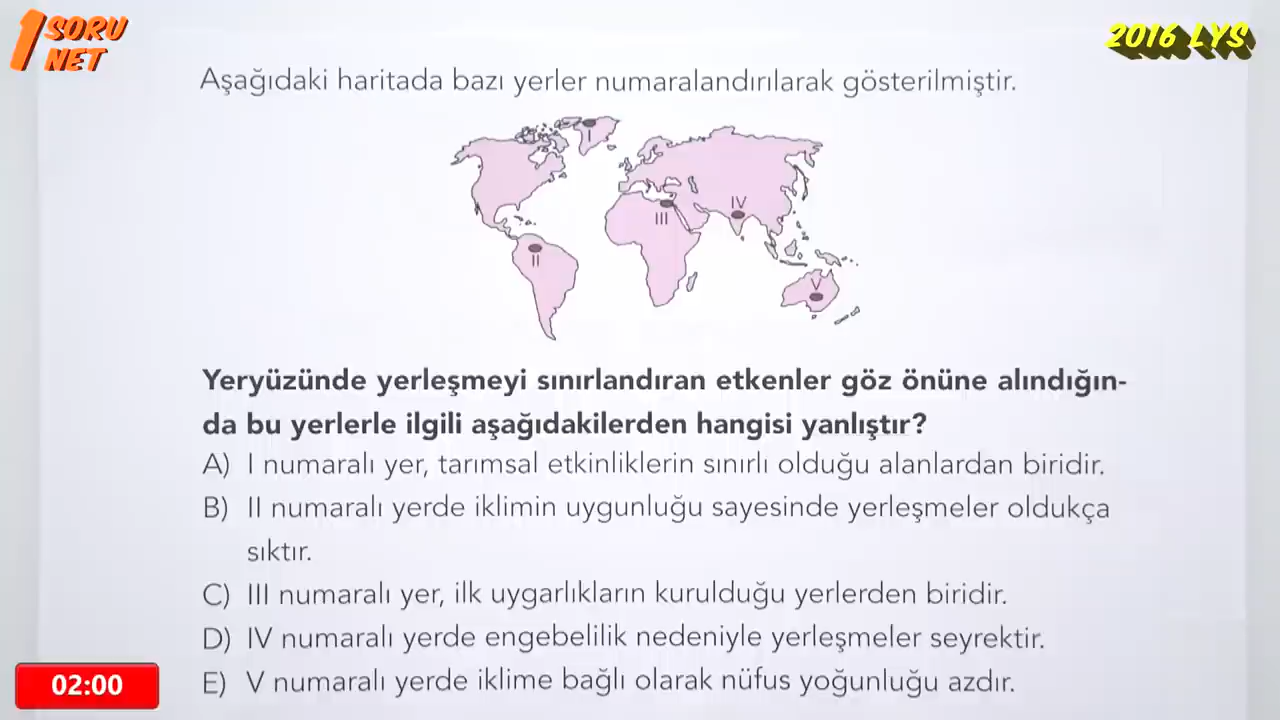 1 SORU
NET
2016 LYS
Aşağıdaki haritada bazı yerler numaralandırılarak gösterilmiştir.
I
IV
III
II
V
Yeryüzünde yerleşmeyi sınırlandıran etkenler göz önüne alındığın-
da bu yerlerle ilgili aşağıdakilerden hangisi yanlıştır?
A) I numaralı yer, tarımsal etkinliklerin sınırlı olduğu alanlardan biridir.
B) II numaralı yerde iklimin uygunluğu sayesinde yerleşmeler oldukça
sıktır.
C) III numaralı yer, ilk uygarlıkların kurulduğu yerlerden biridir.
D) IV numaralı yerde engebelilik nedeniyle yerleşmeler seyrektir.
E) V numaralı yerde iklime bağlı olarak nüfus yoğunluğu azdır.
02:00